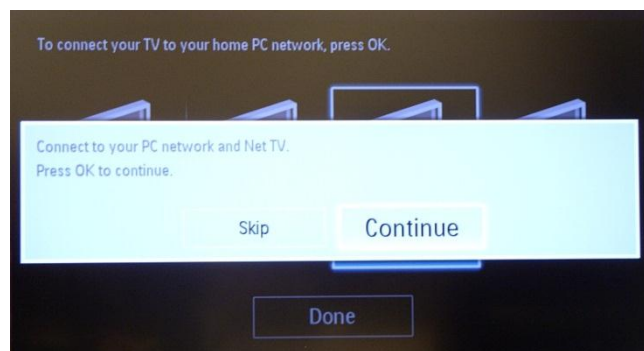 To connect your TV to your home PC network, press OK.
Connect to your PC network and Net TV.
Press OK to continue.
Skip
Continue
Done